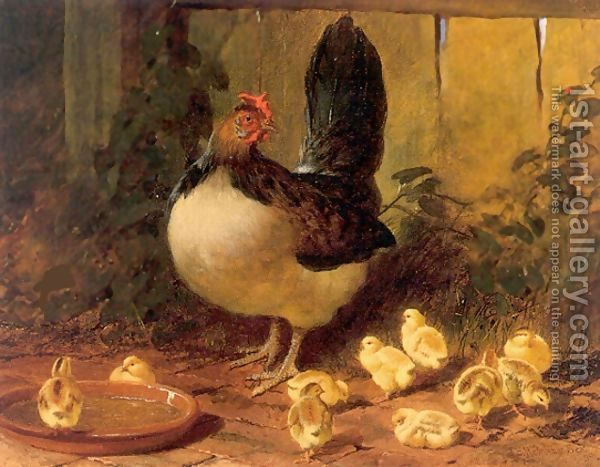 1st-art-gallery.com
This watermark does not appear on the painting